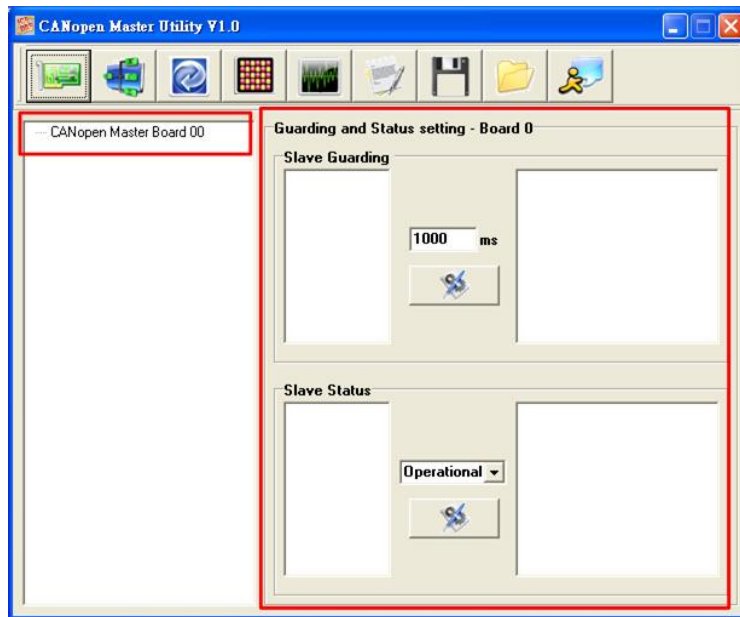 CANopen Master Utility V1.0
CANopen Master Board 00
Guarding and Status setting - Board 0
Slave Guarding
1000 ms
Slave Status
Operational